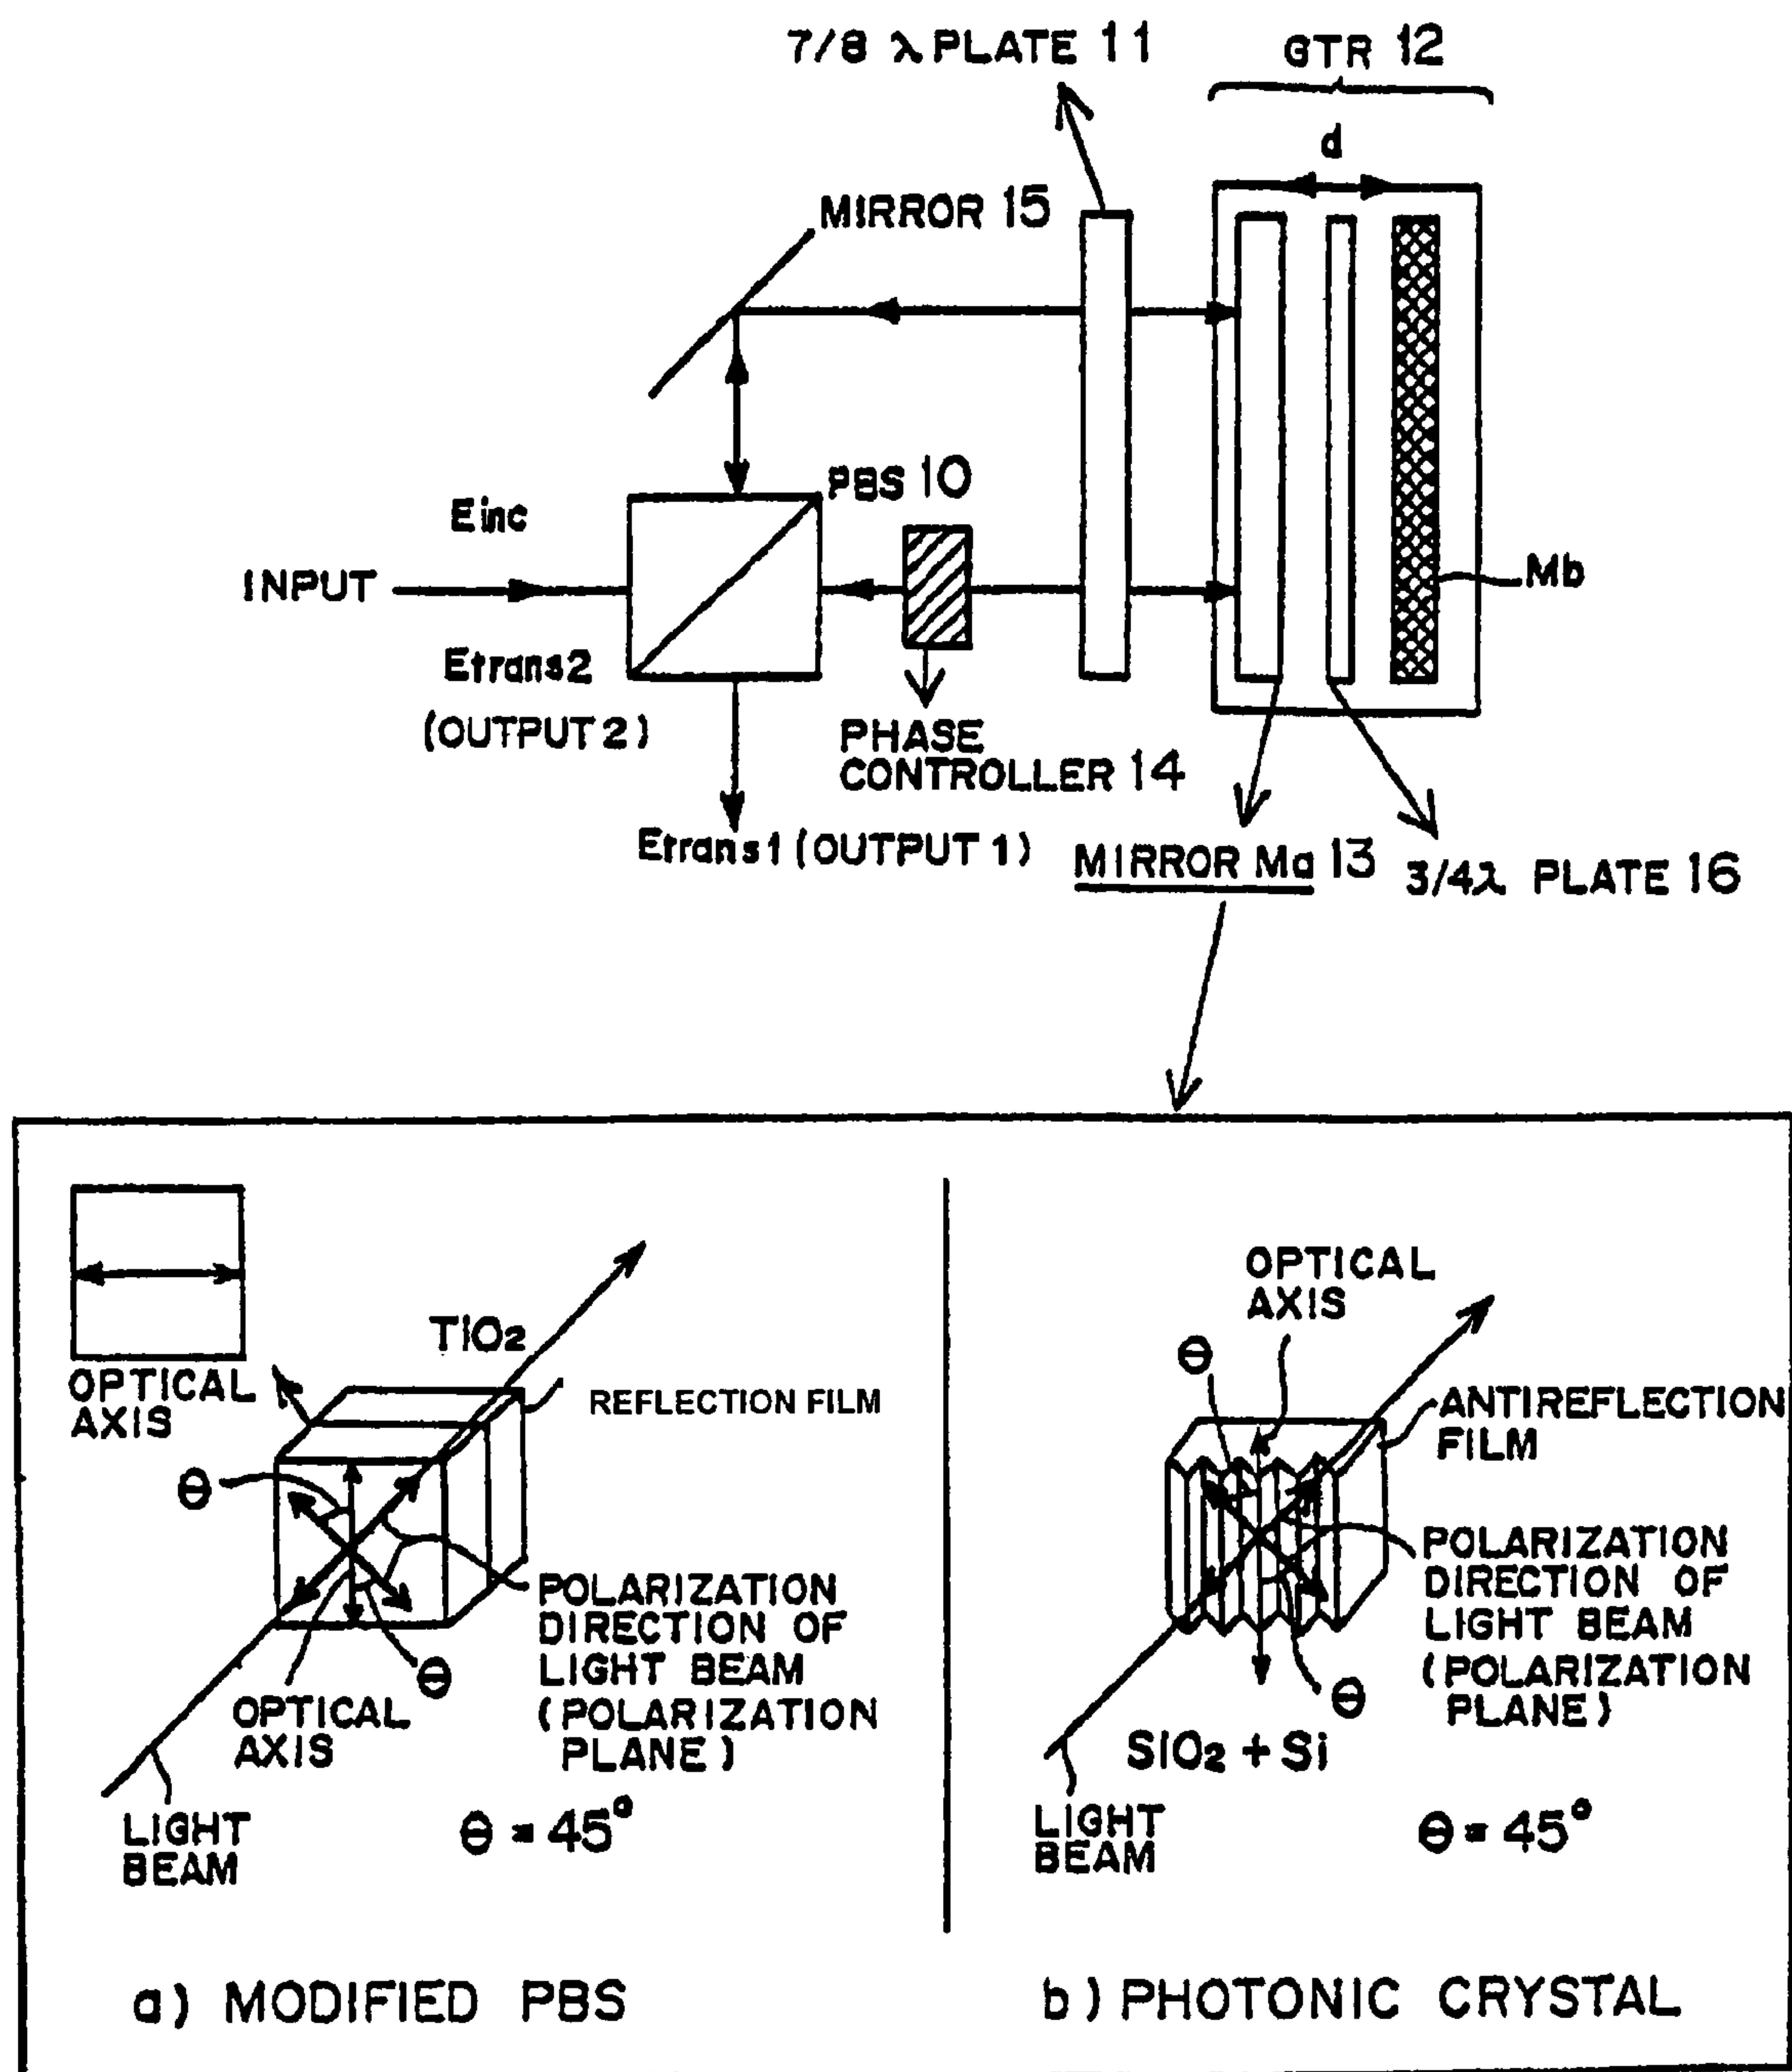 7/8 λ PLATE 11
GTR 12
d
MIRROR 15
PBS 10
Einc
INPUT
Mb
Etrans2
(OUTPUT 2)
PHASE
CONTROLLER 14
Etrans1 (OUTPUT 1)
MIRROR Ma 13
3/4λ PLATE 16
OPTICAL
AXIS
TiO2
REFLECTION FILM
θ
POLARIZATION
DIRECTION OF
LIGHT BEAM
(POLARIZATION
PLANE)
θ
OPTICAL
AXIS
LIGHT
BEAM
θ = 45°
a) MODIFIED PBS
OPTICAL
AXIS
θ
ANTIREFLECTION
FILM
POLARIZATION
DIRECTION OF
LIGHT BEAM
(POLARIZATION
PLANE)
θ
SiO2 + Si
LIGHT
BEAM
θ = 45°
b) PHOTONIC CRYSTAL